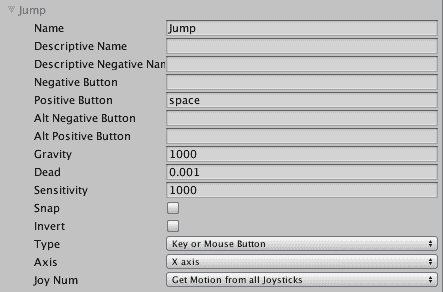 Jump
Name Jump
Descriptive Name
Descriptive Negative Nan
Negative Button
Positive Button space
Alt Negative Button
Alt Positive Button
Gravity 1000
Dead 0.001
Sensitivity 1000
Snap
Invert
Type Key or Mouse Button
Axis X axis
Joy Num Get Motion from all Joysticks